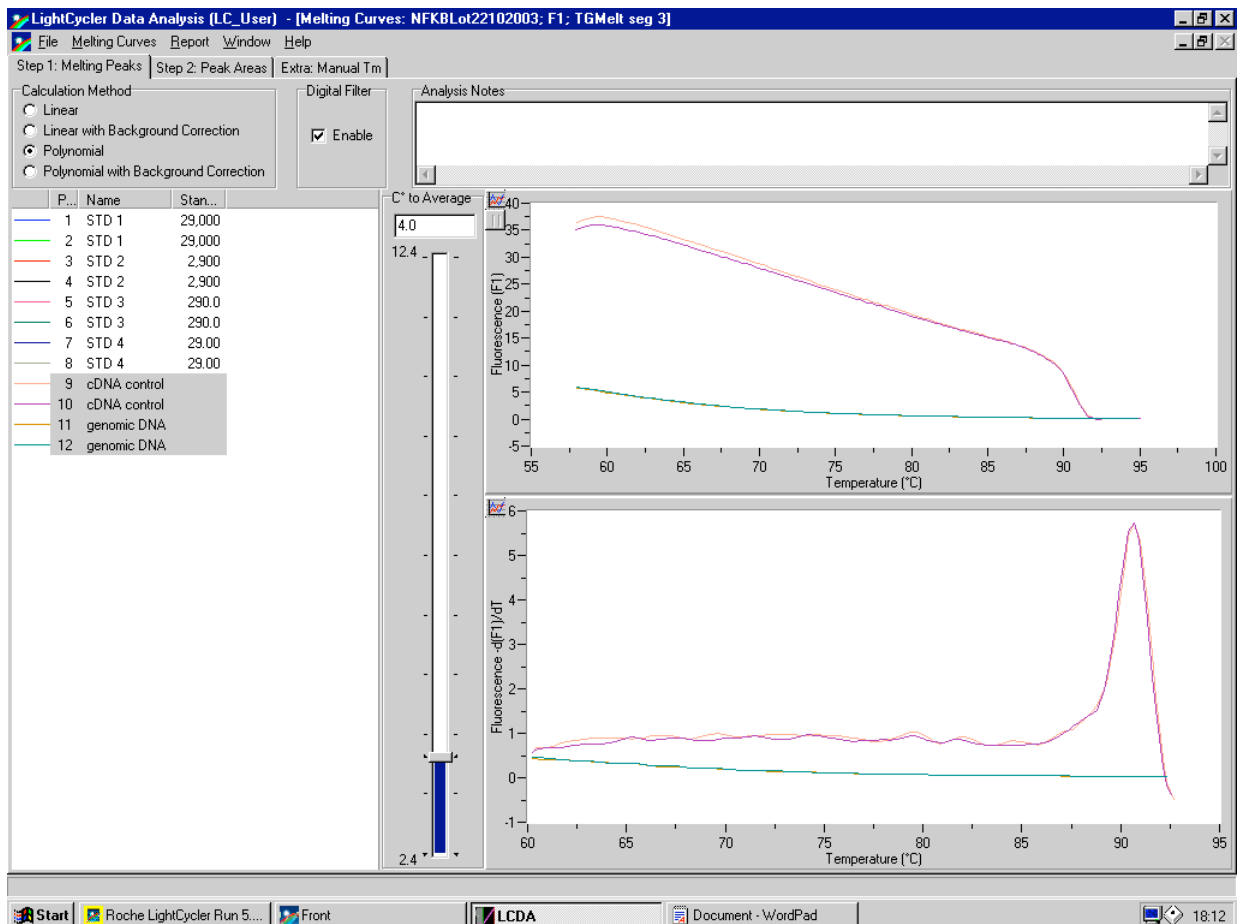 LightCycler Data Analysis (LC_User) - [Melting Curves: NFKBLot22102003; F1; TGMelt seg 3]
File Melting Curves Report Window Help
Step 1: Melting Peaks Step 2: Peak Areas Extra: Manual Tm
Calculation Method
Linear
Linear with Background Correction
Polynomial
Polynomial with Background Correction
Digital Filter
Enable
Analysis Notes
P... Name Stan...
1 STD 1 29,000
2 STD 1 29,000
3 STD 2 2,900
4 STD 2 2,900
5 STD 3 290.0
6 STD 3 290.0
7 STD 4 29.00
8 STD 4 29.00
9 cDNA control
10 cDNA control
11 genomic DNA
12 genomic DNA
C° to Average
4.0
12.4
2.4
40
35
30
25
20
15
10
5
0
-5
Fluorescence (F1)
55 60 65 70 75 80 85 90 95 100
Temperature (°C)
6
5
4
3
2
1
0
-1
Fluorescence -d(F1)/dT
60 65 70 75 80 85 90 95
Temperature (°C)
Start Roche LightCycler Run 5.... Front LCDA Document - WordPad 18:12